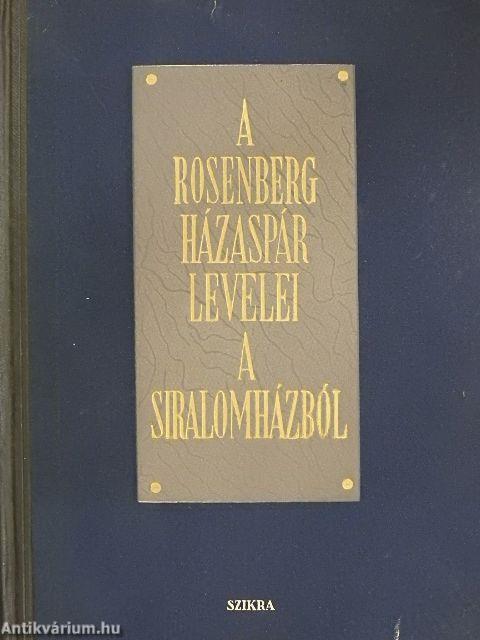 A
ROSENBERG
HÁZASPÁR
LEVELEI
A
SIRALOMHÁZBÓL
SZIKRA
Antikvárium.hu